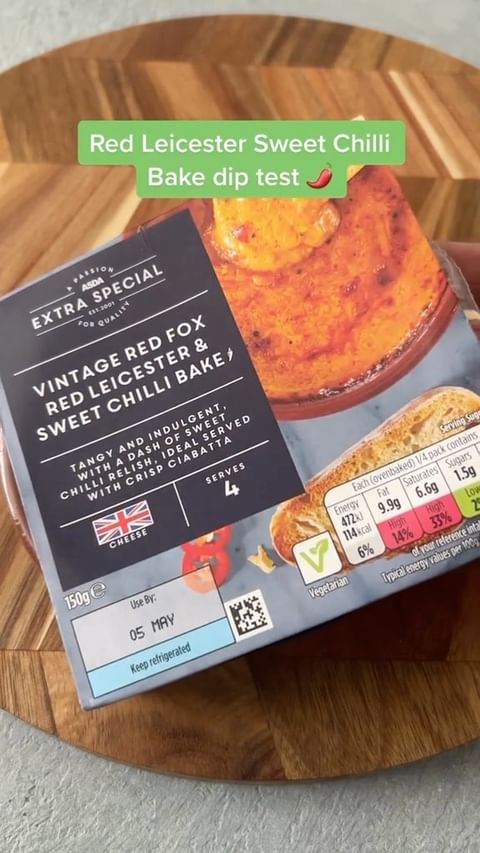 Red Leicester Sweet Chilli
Bake dip test 🌶️
A PASSION
ASDA
EXTRA SPECIAL
EST. 2001
FOR QUALITY
VINTAGE RED FOX
RED LEICESTER &
SWEET CHILLI BAKE
TANGY AND INDULGENT,
WITH A DASH OF SWEET
CHILLI RELISH, IDEAL SERVED
WITH CRISP CIABATTA
CHEESE
SERVES
4
150g e
Use By:
05 MAY
Keep refrigerated
Vegetarian
Serving
Each (ovenbaked) 1/4 pack contains
Energy Fat Saturates Sugars
472kJ 9.9g 6.6g 1.5g
114kcal High High Low
6% 14% 33%
of your reference
Typical energy values per 100g